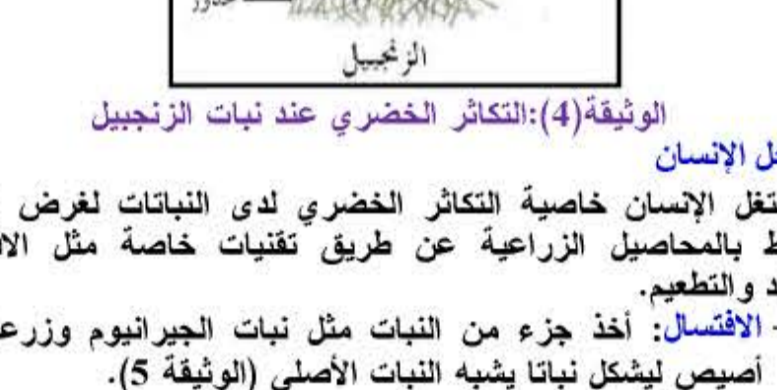 جذور
الزنجبيل
الوثيقة(4):التكاثر الخضري عند نبات الزنجبيل
الإنسان
الإنسان خاصية التكاثر الخضري لدى النباتات لغرض
بالمحاصيل الزراعية عن طريق تقنيات خاصة مثل
والتطعيم.
- الافتسال: أخذ جزء من النبات مثل نبات الجيرانيوم
أصيص ليشكل نباتا يشبه النبات الأصلي (الوثيقة 5).